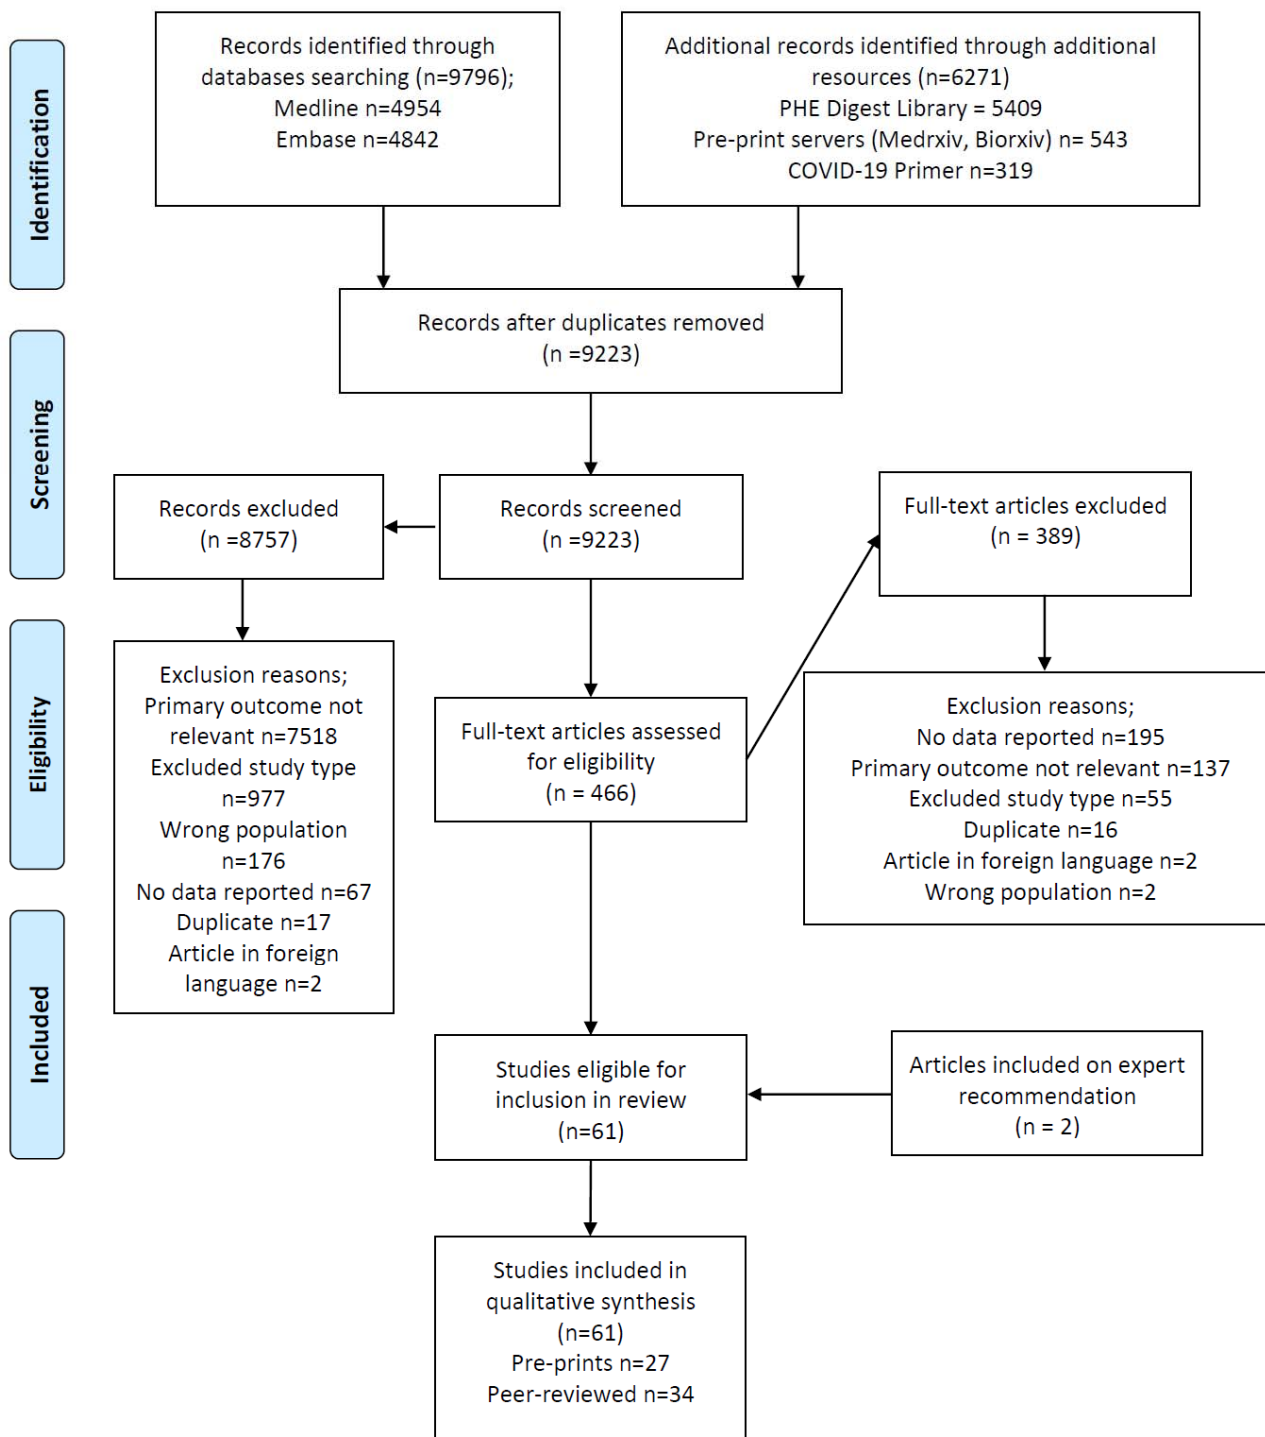 Identification
Records identified through
databases searching (n=9796);
Medline n=4954
Embase n=4842
Additional records identified through additional
resources (n=6271)
PHE Digest Library = 5409
Pre-print servers (Medrxiv, Biorxiv) n= 543
COVID-19 Primer n=319
Records after duplicates removed
(n =9223)
Screening
Records excluded
(n =8757)
Records screened
(n =9223)
Full-text articles excluded
(n = 389)
Eligibility
Exclusion reasons;
Primary outcome not
relevant n=7518
Excluded study type
n=977
Wrong population
n=176
No data reported n=67
Duplicate n=17
Article in foreign
language n=2
Full-text articles assessed
for eligibility
(n = 466)
Exclusion reasons;
No data reported n=195
Primary outcome not relevant n=137
Excluded study type n=55
Duplicate n=16
Article in foreign language n=2
Wrong population n=2
Included
Studies eligible for
inclusion in review
(n=61)
Articles included on expert
recommendation
(n = 2)
Studies included in
qualitative synthesis
(n=61)
Pre-prints n=27
Peer-reviewed n=34